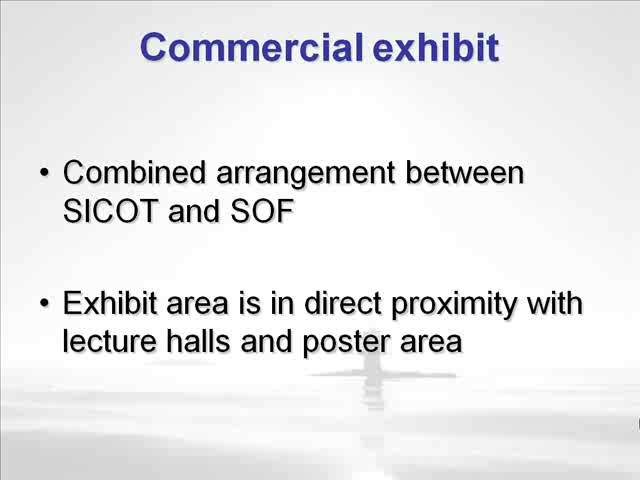 Commercial exhibit
• Combined arrangement between
SICOT and SOF
• Exhibit area is in direct proximity with
lecture halls and poster area